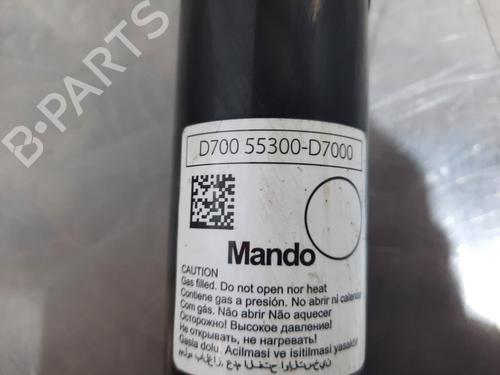 B-PARTS
D700 55300-D7000
Mando
CAUTION
Gas filled. Do not open nor heat
Contiene gas a presión. No abrir ni calentar
Com gás. Não abrir Não aquecer
Осторожно! Высокое давление!
Не открывать, не нагревать!
Gasla dolu. Acilmasi ve isitilmasi yasaktir